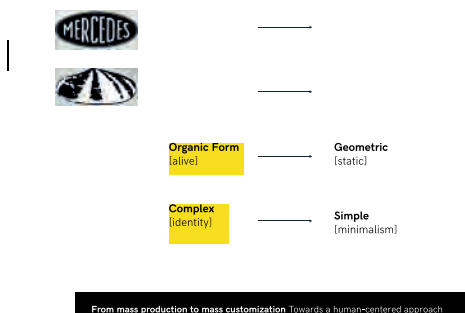 MERCEDES
Organic Form
[alive]
Geometric
[static]
Complex
[identity]
Simple
[minimalism]
From mass production to mass customization Towards a human-centered approach